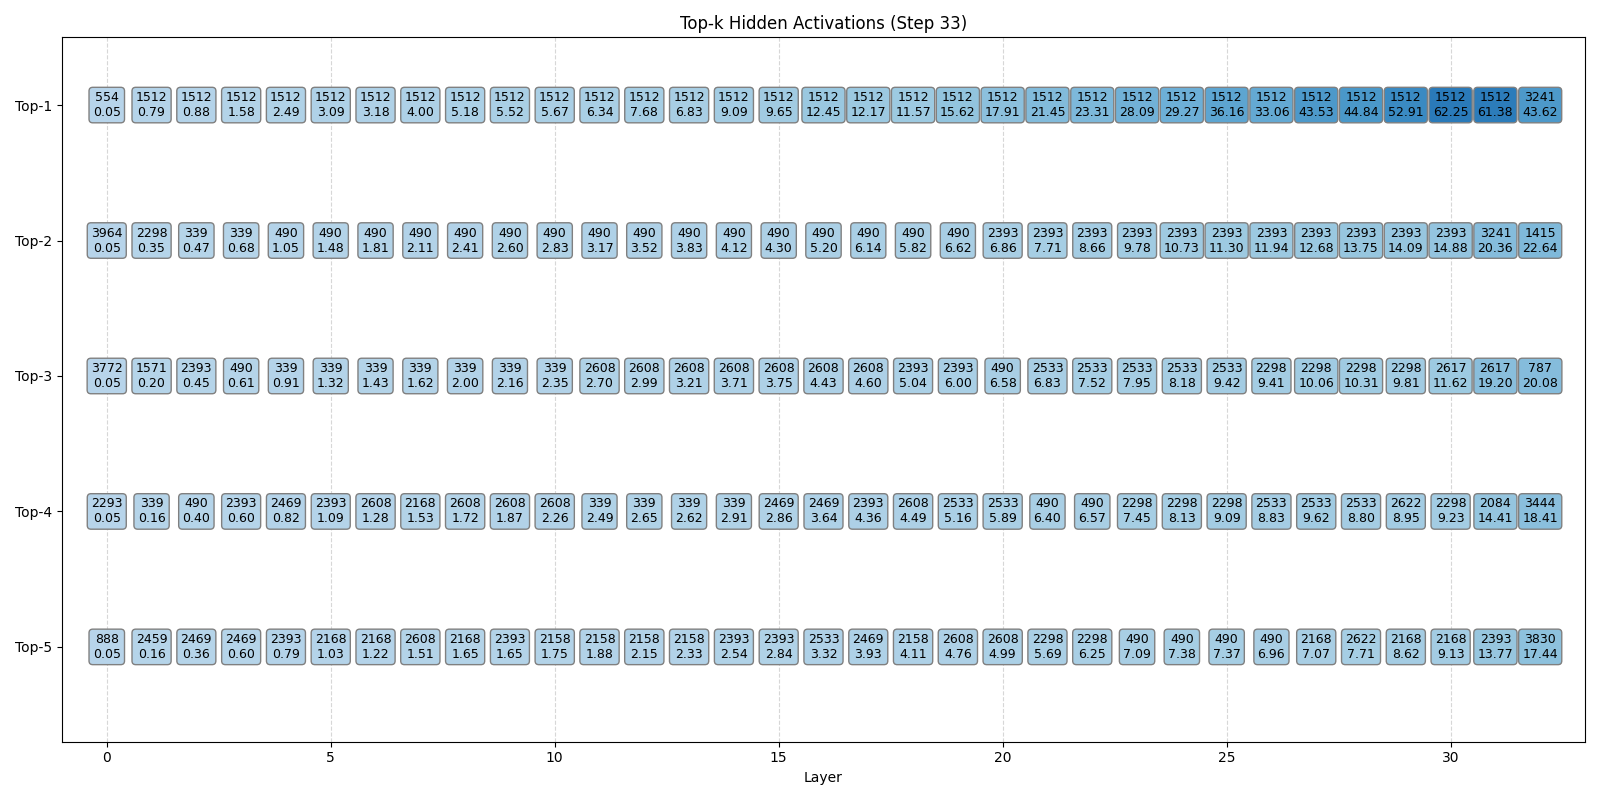 Top-k Hidden Activations (Step 33)
Top-1
554 1512 1512 1512 1512 1512 1512 1512 1512 1512 1512 1512 1512 1512 1512 1512 1512 1512 1512 1512 1512 1512 1512 1512 1512 1512 1512 1512 1512 1512 1512 1512 3241
0.05 0.79 0.88 1.58 2.49 3.09 3.18 4.00 5.18 5.52 5.67 6.34 7.68 6.83 9.09 9.65 12.45 12.17 11.57 15.62 17.91 21.45 23.31 28.09 29.27 36.16 33.06 43.53 44.84 52.91 62.25 61.38 43.62
Top-2
3964 2298 339 339 490 490 490 490 490 490 490 490 490 490 490 490 490 490 490 490 2393 2393 2393 2393 2393 2393 2393 2393 2393 2393 2393 3241 1415
0.05 0.35 0.47 0.68 1.05 1.48 1.81 2.11 2.41 2.60 2.83 3.17 3.52 3.83 4.12 4.30 5.20 6.14 5.82 6.62 6.86 7.71 8.66 9.78 10.73 11.30 11.94 12.68 13.75 14.09 14.88 20.36 22.64
Top-3
3772 1571 2393 490 339 339 339 339 339 339 339 2608 2608 2608 2608 2608 2608 2608 2393 2393 490 2533 2533 2533 2533 2533 2298 2298 2298 2298 2617 2617 787
0.05 0.20 0.45 0.61 0.91 1.32 1.43 1.62 2.00 2.16 2.35 2.70 2.99 3.21 3.71 3.75 4.43 4.60 5.04 6.00 6.58 6.83 7.52 7.95 8.18 9.42 9.41 10.06 10.31 9.81 11.62 19.20 20.08
Top-4
2293 339 490 2393 2469 2393 2608 2168 2608 2608 2608 339 339 339 339 2469 2469 2393 2608 2533 2533 490 490 2298 2298 2298 2533 2533 2533 2622 2298 2084 3444
0.05 0.16 0.40 0.60 0.82 1.09 1.28 1.53 1.72 1.87 2.26 2.49 2.65 2.62 2.91 2.86 3.64 4.36 4.49 5.16 5.89 6.40 6.57 7.45 8.13 9.09 8.83 9.62 8.80 8.95 9.23 14.41 18.41
Top-5
888 2459 2469 2469 2393 2168 2168 2608 2168 2393 2158 2158 2158 2158 2393 2393 2533 2469 2158 2608 2608 2298 2298 490 490 490 490 2168 2622 2168 2168 2393 3830
0.05 0.16 0.36 0.60 0.79 1.03 1.22 1.51 1.65 1.65 1.75 1.88 2.15 2.33 2.54 2.84 3.32 3.93 4.11 4.76 4.99 5.69 6.25 7.09 7.38 7.37 6.96 7.07 7.71 8.62 9.13 13.77 17.44
0 5 10 15 20 25 30
Layer